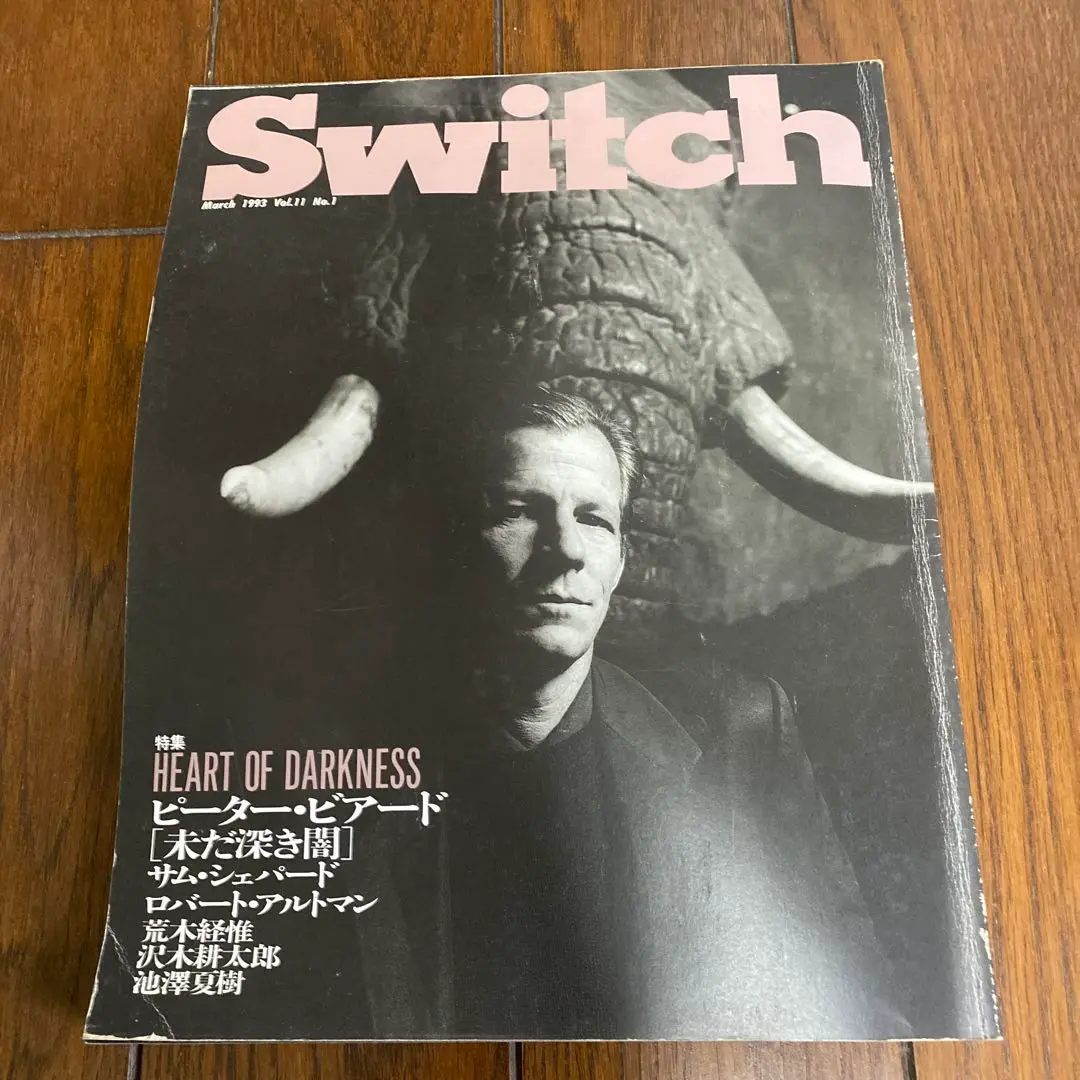 Switch
March 1993 Vol.11 No.1
特集
HEART OF DARKNESS
ピーター・ビアード
[未だ深き闇]
サム・シェパード
ロバート・アルトマン
荒木経惟
沢木耕太郎
池澤夏樹